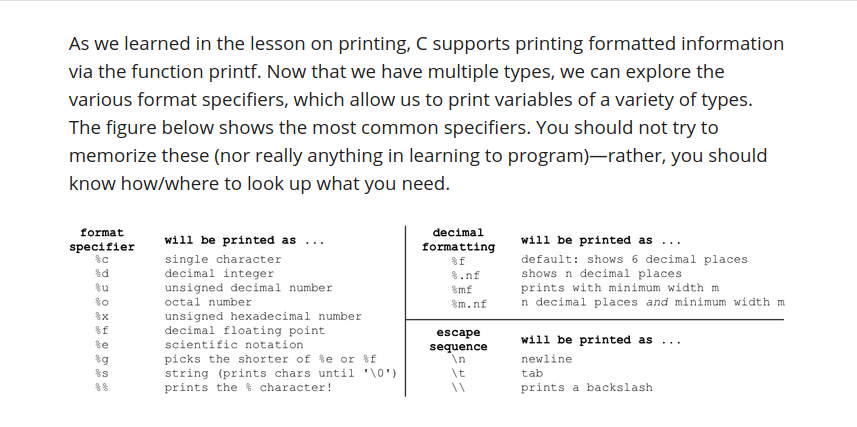 As we learned in the lesson on printing, C supports printing formatted information
via the function printf. Now that we have multiple types, we can explore the
various format specifiers, which allow us to print variables of a variety of types.
The figure below shows the most common specifiers. You should not try to
memorize these (nor really anything in learning to program)—rather, you should
know how/where to look up what you need.
format
specifier will be printed as ...
%c single character
%d decimal integer
%u unsigned decimal number
%o octal number
%x unsigned hexadecimal number
%f decimal floating point
%e scientific notation
%g picks the shorter of %e or %f
%s string (prints chars until '\0')
%% prints the % character!
decimal
formatting will be printed as ...
%f default: shows 6 decimal places
%.nf shows n decimal places
%mf prints with minimum width m
%m.nf n decimal places and minimum width m
escape
sequence will be printed as ...
\n newline
\t tab
\\ prints a backslash